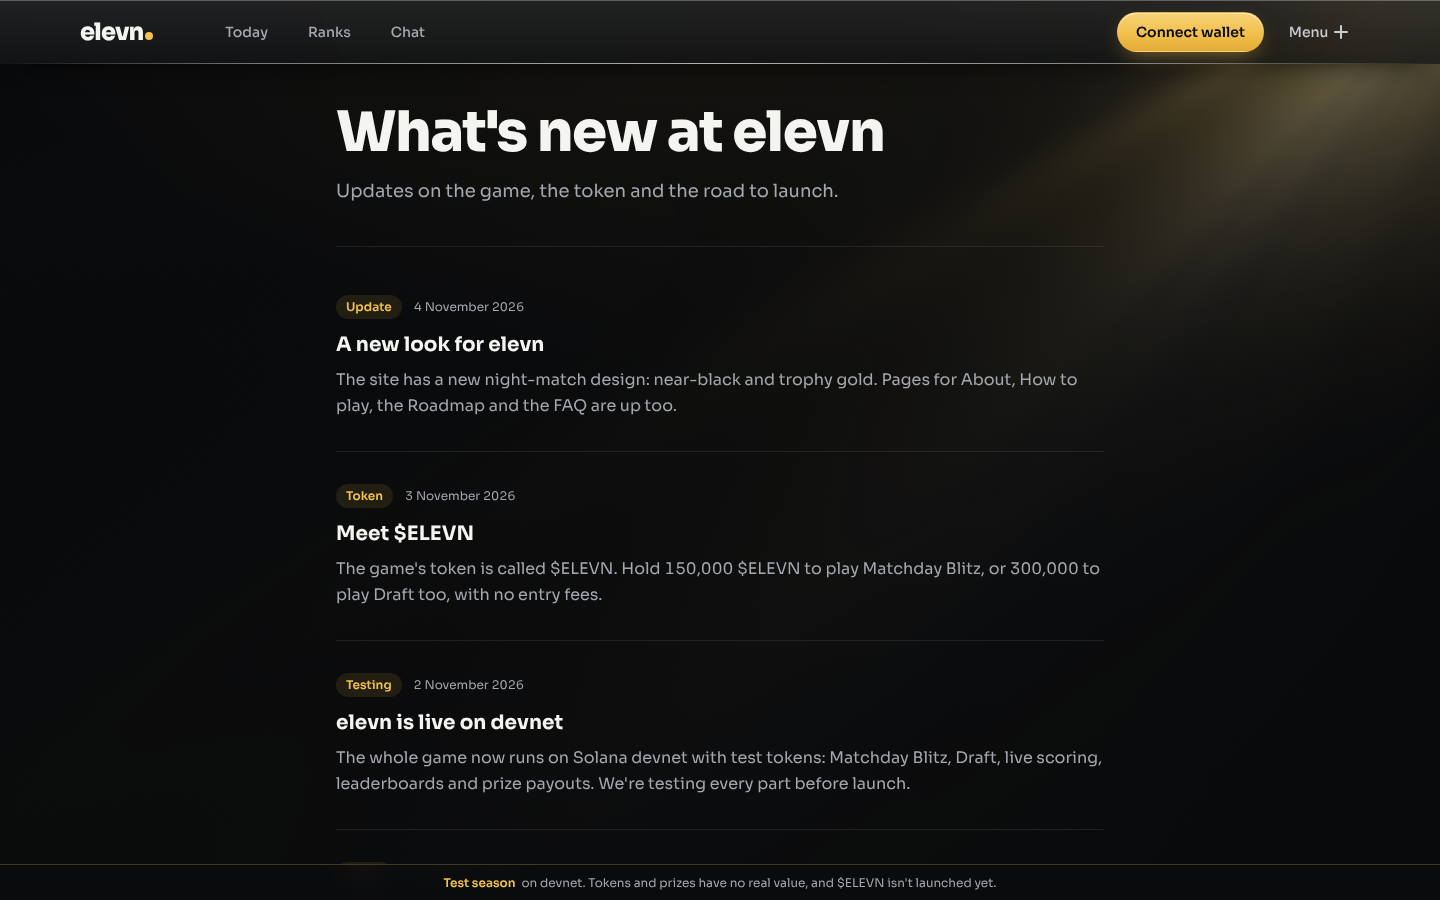 elevn.
Today
Ranks
Chat
Connect wallet
Menu
What's new at elevn
Updates on the game, the token and the road to launch.
Update
4 November 2026
A new look for elevn
The site has a new night-match design: near-black and trophy gold. Pages for About, How to
play, the Roadmap and the FAQ are up too.
Token
3 November 2026
Meet $ELEVN
The game's token is called $ELEVN. Hold 150,000 $ELEVN to play Matchday Blitz, or 300,000 to
play Draft too, with no entry fees.
Testing
2 November 2026
elevn is live on devnet
The whole game now runs on Solana devnet with test tokens: Matchday Blitz, Draft, live scoring,
leaderboards and prize payouts. We're testing every part before launch.
Test season on devnet. Tokens and prizes have no real value, and $ELEVN isn't launched yet.